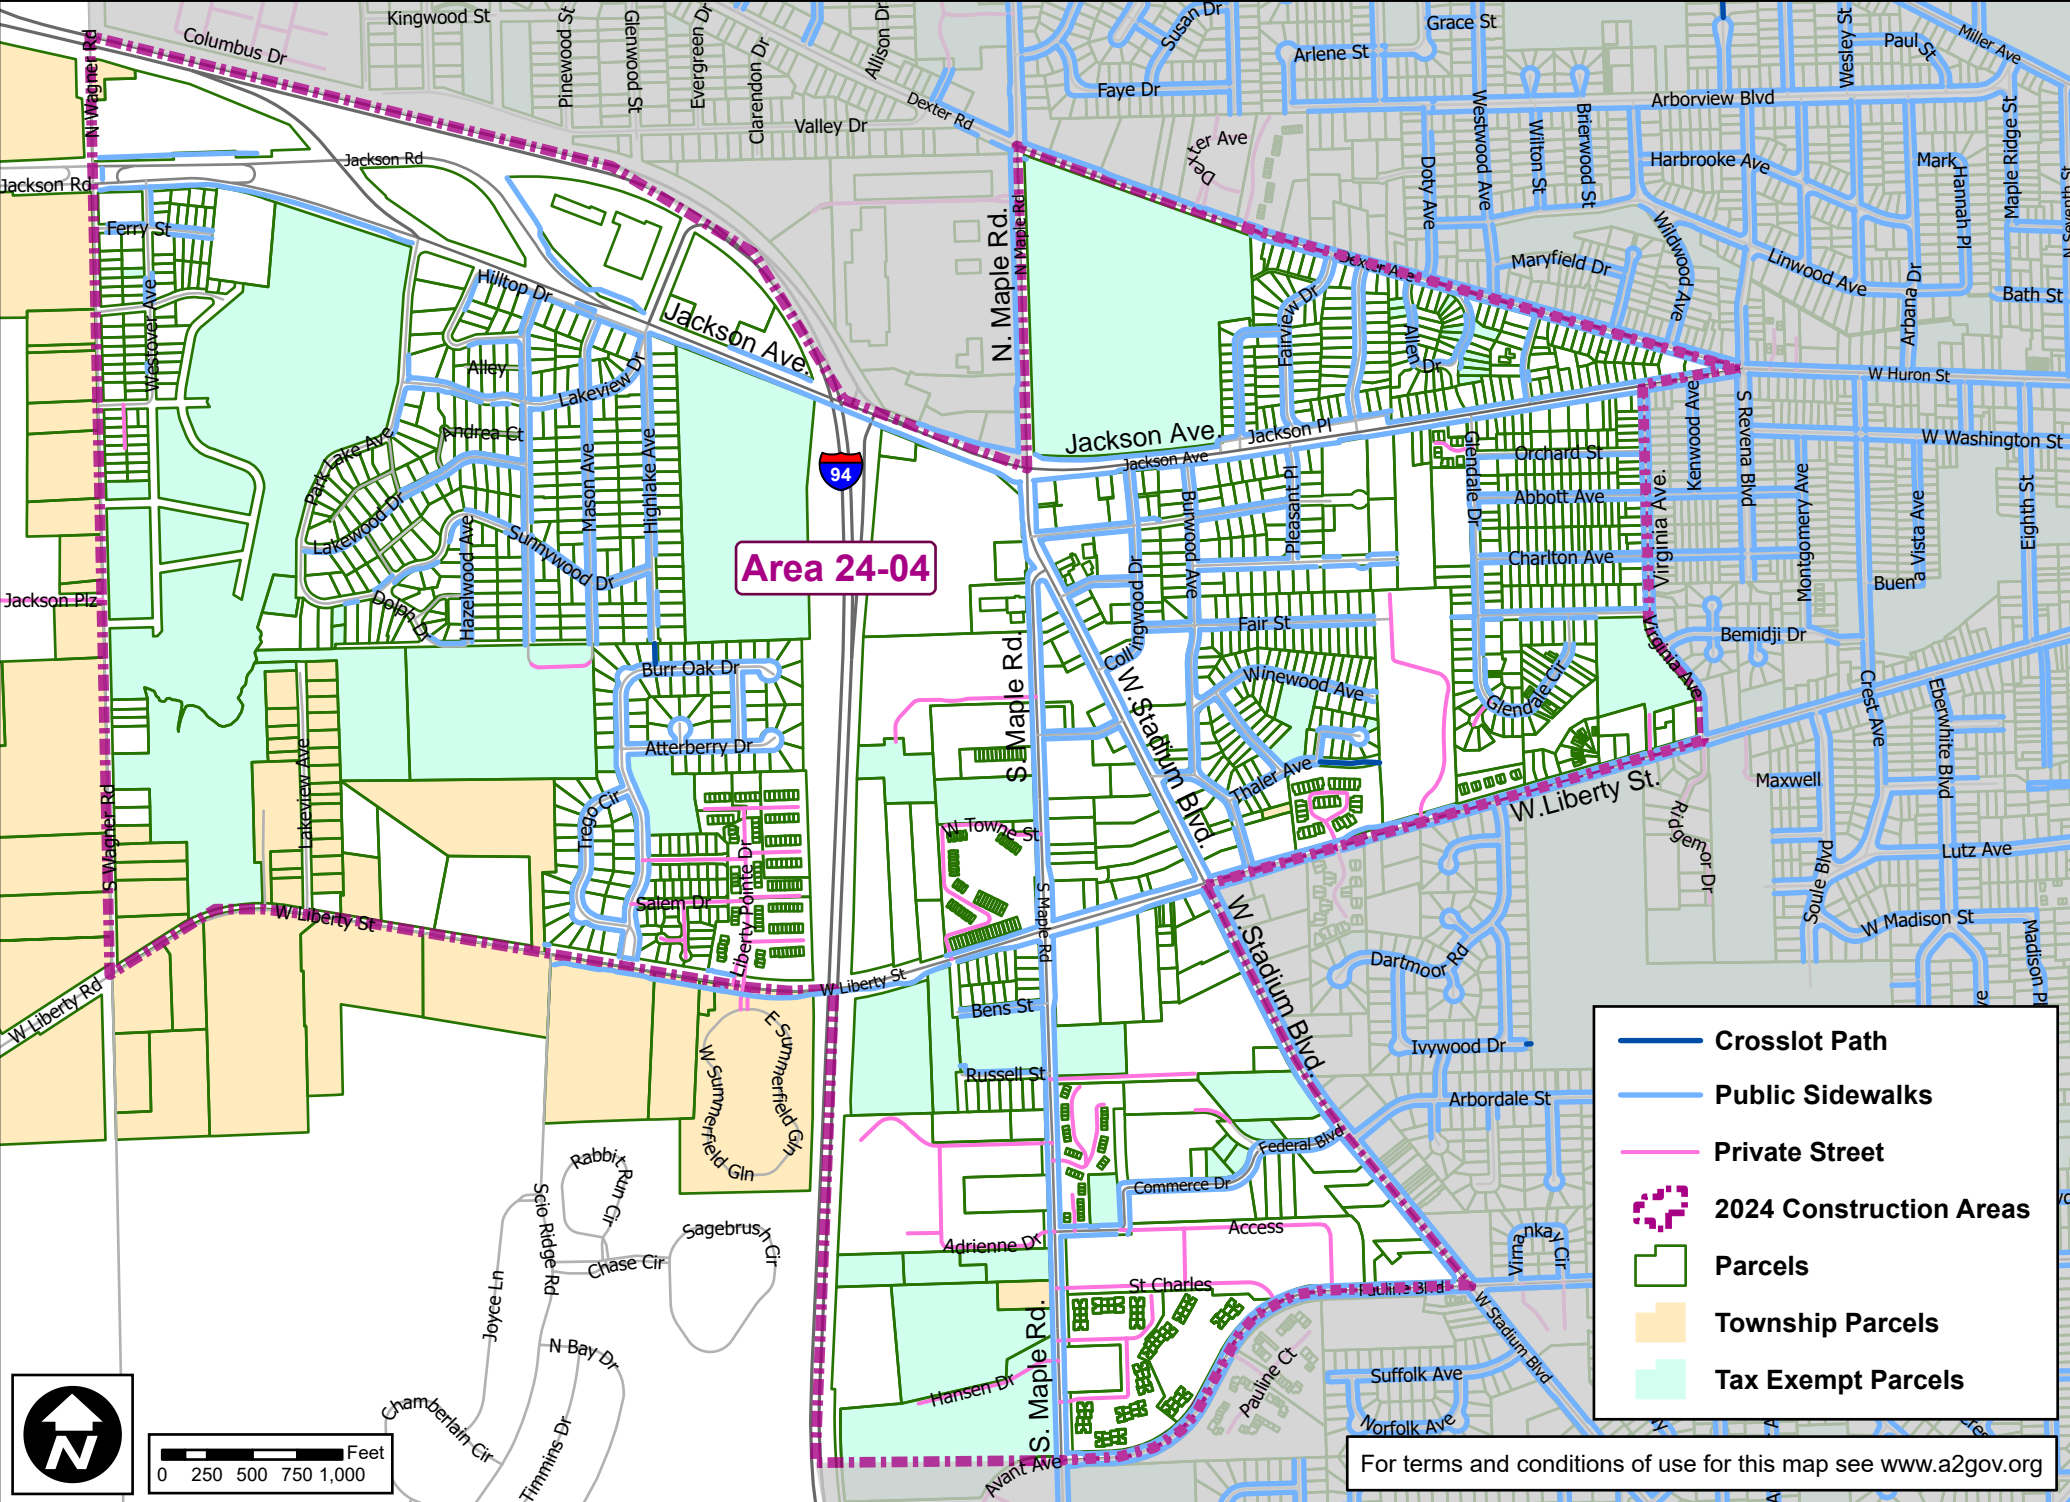 Kingwood St
Columbus Dr
Pinewood St
Glenwood St
Evergreen Dr
Clarendon Dr
Allison Dr
Susan Dr
Grace St
Arlene St
Faye Dr
Wesley St
Paul St
Miller Ave
N Wagner Rd
Valley Dr
Dexter Rd
Arborview Blvd
Westwood Ave
Wilton St
Brierwood St
Maple Ridge St
Jackson Rd
Jackson Rd
Dexter Ave
Doty Ave
Harbrooke Ave
Mark
Hannah Pl
N Seventh St
Ferry St
N. Maple Rd.
N Maple Rd
Dexter Ave
Maryfield Dr
Wildwood Ave
Linwood Ave
Arbana Dr
Bath St
Westover Ave
Hilltop Dr
Jackson Ave.
Fairview Dr
Allen Dr
Alley
Lakeview Dr
W Huron St
Kenwood Ave
S Revena Blvd
Park Lake Ave
Andrea Ct
Mason Ave
Highlake Ave
Jackson Ave.
Jackson Pl
Jackson Ave
Glendale Dr
Orchard St
W Washington St
94
Lakewood Dr
Hazelwood Ave
Sunnywood Dr
Burwood Ave
Pleasant Pl
Abbott Ave
Virginia Ave.
Montgomery Ave
Eighth St
Charlton Ave
Buena Vista Ave
Area 24-04
Jackson Plz
Dolph Dr
Collingwood Dr
Fair St
Virginia Ave
Bemidji Dr
S. Maple Rd.
Burr Oak Dr
Winewood Ave
Glendale Cir
Crest Ave
Eberwhite Blvd
W. Stadium Blvd.
Lakeview Ave
Atterberry Dr
Thaler Ave
W. Liberty St.
Maxwell
S Wagner Rd
Trego Cir
W Towne St
Ridgemor Dr
Soule Blvd
Lutz Ave
Liberty Pointe Dr
Salem Dr
S Maple Rd
W Liberty St
W. Stadium Blvd.
W Madison St
Madison Pl
Dartmoor Rd
W Liberty Rd
W Liberty St
Bens St
E Summerfield Gln
W Summerfield Gln
Ivywood Dr
Russell St
Arbordale St
Federal Blvd
Rabbit Run Cir
Commerce Dr
Scio Ridge Rd
Sagebrush Cir
Adrienne Dr
Access
Virnankay Cir
Chase Cir
Joyce Ln
St Charles
Pauline Blvd
W Stadium Blvd
N Bay Dr
S. Maple Rd.
Hansen Dr
Pauline Ct
Suffolk Ave
Norfolk Ave
Chamberlain Cir
Timmins Dr
Avant Ave
Crosslot Path
Public Sidewalks
Private Street
2024 Construction Areas
Parcels
Township Parcels
Tax Exempt Parcels
N
Feet
0 250 500 750 1,000
For terms and conditions of use for this map see www.a2gov.org